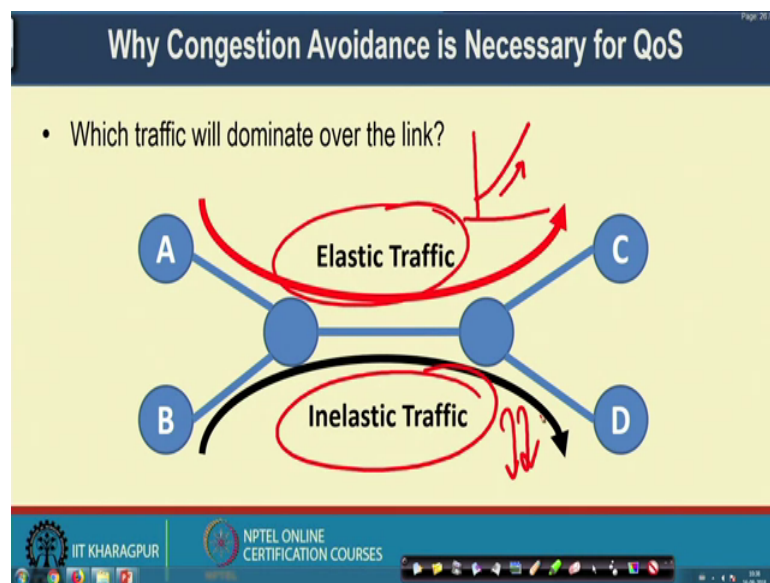 Why Congestion Avoidance is Necessary for QoS
• Which traffic will dominate over the link?
A
Elastic Traffic
C
B
Inelastic Traffic
D
IIT KHARAGPUR
NPTEL ONLINE
CERTIFICATION COURSES